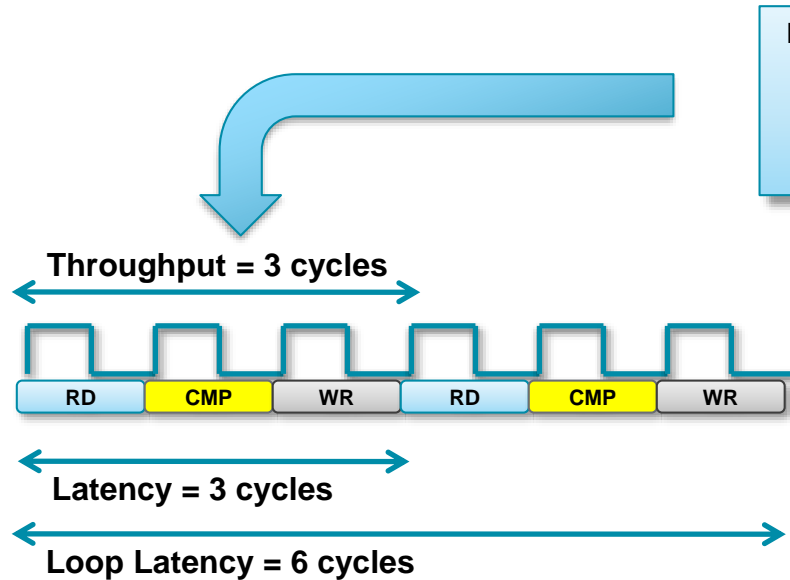 Throughput = 3 cycles
RD CMP WR RD CMP WR
Latency = 3 cycles
Loop Latency = 6 cycles